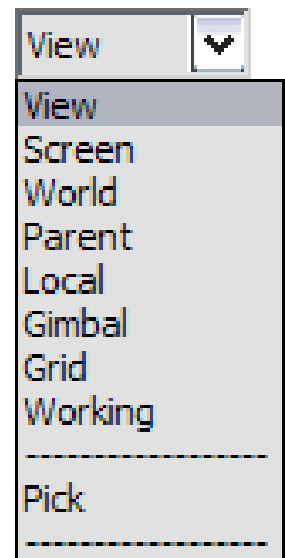 View
View
Screen
World
Parent
Local
Gimbal
Grid
Working
------------------
Pick
------------------